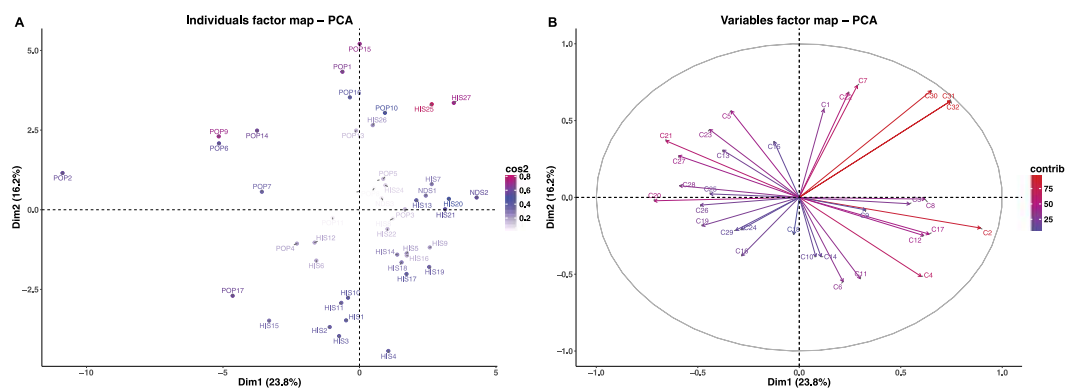 A
Individuals factor map – PCA
POP15
POP1
POP16
POP10
HIS27
HIS25
HIS26
POP9
POP14
POP6
POP2
POP7
HIS7
NDS1
HIS20
NDS2
HIS13
HIS21
POP5
HIS24
POP3
HIS22
HIS12
POP4
HIS6
HIS9
HIS5
HIS14
HIS16
HIS18
HIS19
HIS17
POP17
HIS10
HIS11
HIS15
HIS1
HIS2
HIS3
HIS4
5.0
2.5
0.0
−2.5
−10
−5
0
5
Dim1 (23.8%)
Dim2 (16.2%)
cos2
0.8
0.6
0.4
0.2
B
Variables factor map – PCA
C7
C30
C31
C32
C1
C5
C23
C21
C13
C27
C28
C20
C26
C19
C29
C24
C10
C14
C6
C11
C4
C12
C17
C2
C8
1.0
0.5
0.0
−0.5
−1.0
−1.0
−0.5
0.0
0.5
1.0
Dim1 (23.8%)
Dim2 (16.2%)
contrib
75
50
25